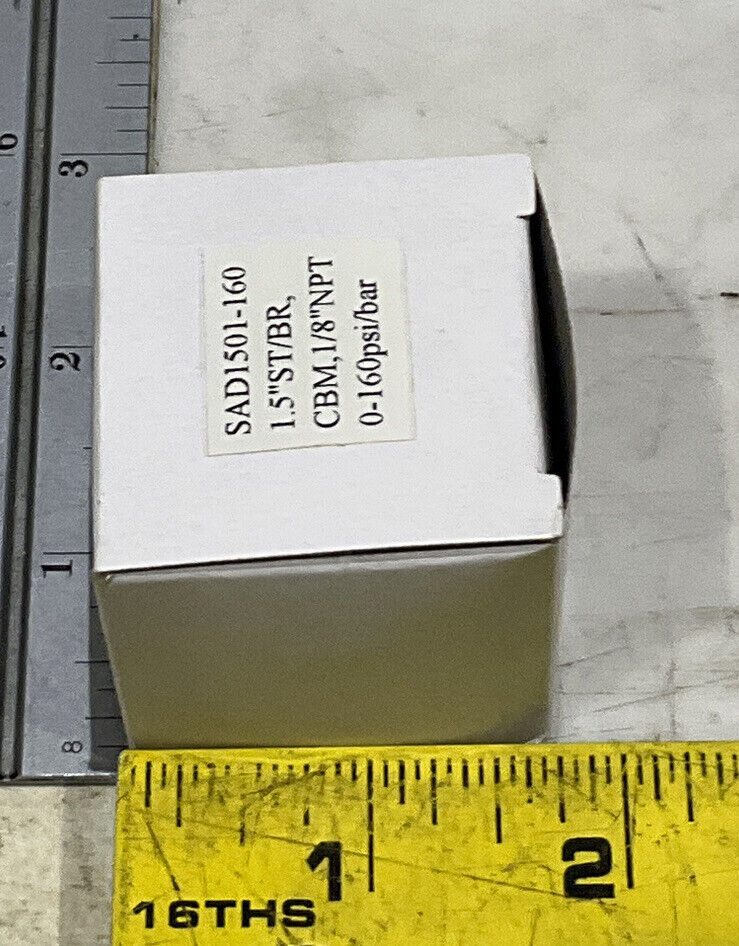 SAD1501-160
1.5"ST/BR,
CBM,1/8"NPT
0-160psi/bar
3
2
1
8
1 2
16THS